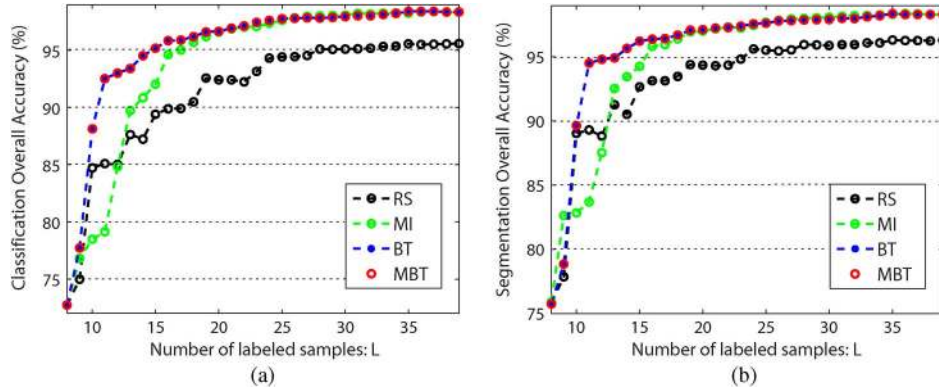 Classification Overall Accuracy (%)
95
90
85
80
75
10 15 20 25 30 35
Number of labeled samples: L
RS
MI
BT
MBT
(a)
Segmentation Overall Accuracy (%)
95
90
85
80
75
10 15 20 25 30 35
Number of labeled samples: L
RS
MI
BT
MBT
(b)